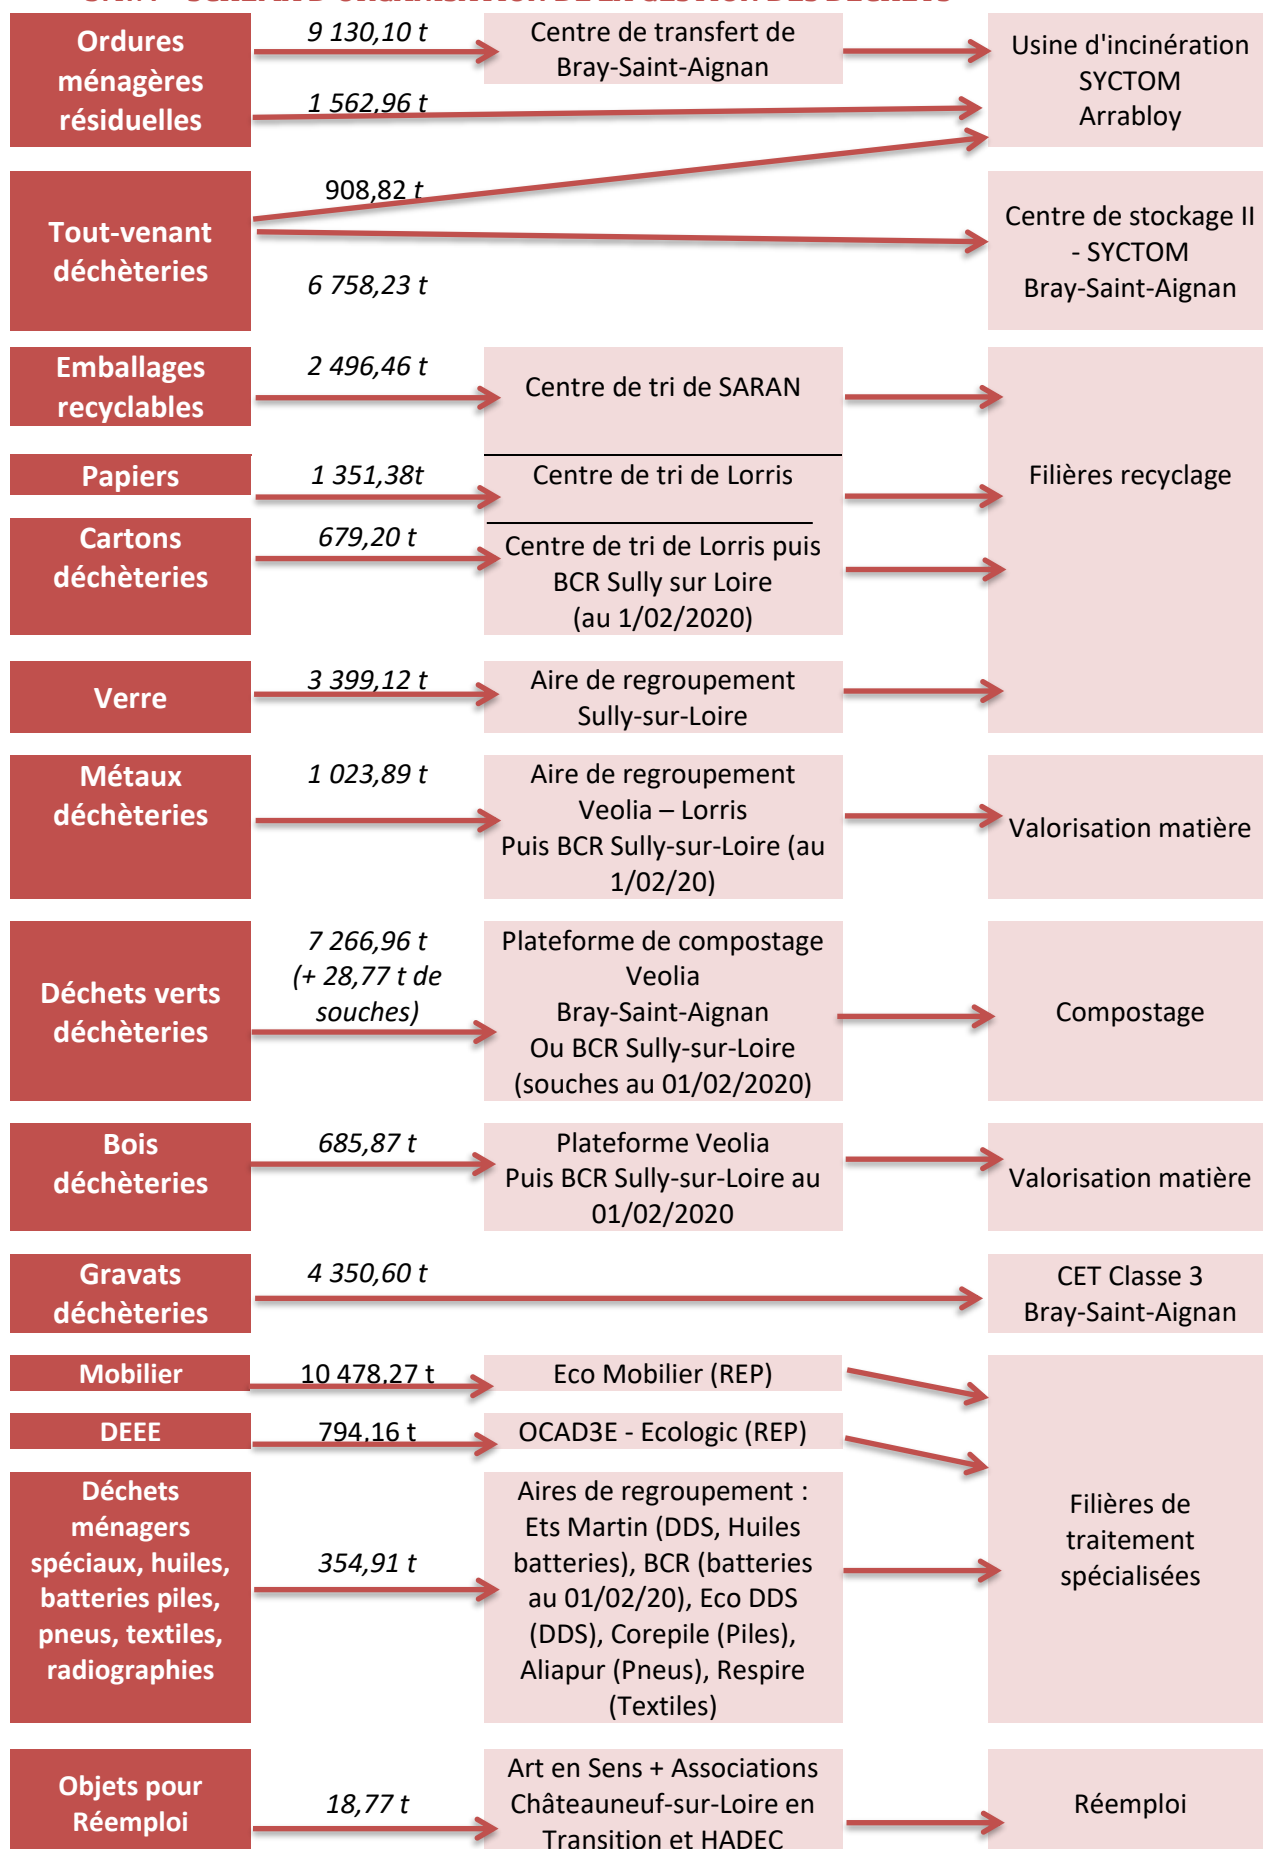 Ordures
ménagères
résiduelles
9 130,10 t
1 562,96 t
Centre de transfert de
Bray-Saint-Aignan
Usine d'incinération
SYCTOM
Arrabloy
Tout-venant
déchèteries
908,82 t
6 758,23 t
Centre de stockage II
- SYCTOM
Bray-Saint-Aignan
Emballages
recyclables
2 496,46 t
Centre de tri de SARAN
Filières recyclage
Papiers
1 351,38t
Centre de tri de Lorris
Cartons
déchèteries
679,20 t
Centre de tri de Lorris puis
BCR Sully sur Loire
(au 1/02/2020)
Verre
3 399,12 t
Aire de regroupement
Sully-sur-Loire
Métaux
déchèteries
1 023,89 t
Aire de regroupement
Veolia – Lorris
Puis BCR Sully-sur-Loire (au
1/02/20)
Valorisation matière
Déchets verts
déchèteries
7 266,96 t
(+ 28,77 t de
souches)
Plateforme de compostage
Veolia
Bray-Saint-Aignan
Ou BCR Sully-sur-Loire
(souches au 01/02/2020)
Compostage
Bois
déchèteries
685,87 t
Plateforme Veolia
Puis BCR Sully-sur-Loire au
01/02/2020
Valorisation matière
Gravats
déchèteries
4 350,60 t
CET Classe 3
Bray-Saint-Aignan
Mobilier
10 478,27 t
Eco Mobilier (REP)
DEEE
794,16 t
OCAD3E - Ecologic (REP)
Filières de
traitement
spécialisées
Déchets
ménagers
spéciaux, huiles,
batteries piles,
pneus, textiles,
radiographies
354,91 t
Aires de regroupement :
Ets Martin (DDS, Huiles
batteries), BCR (batteries
au 01/02/20), Eco DDS
(DDS), Corepile (Piles),
Aliapur (Pneus), Respire
(Textiles)
Objets pour
Réemploi
18,77 t
Art en Sens + Associations
Châteauneuf-sur-Loire en
Transition et HADEC
Réemploi